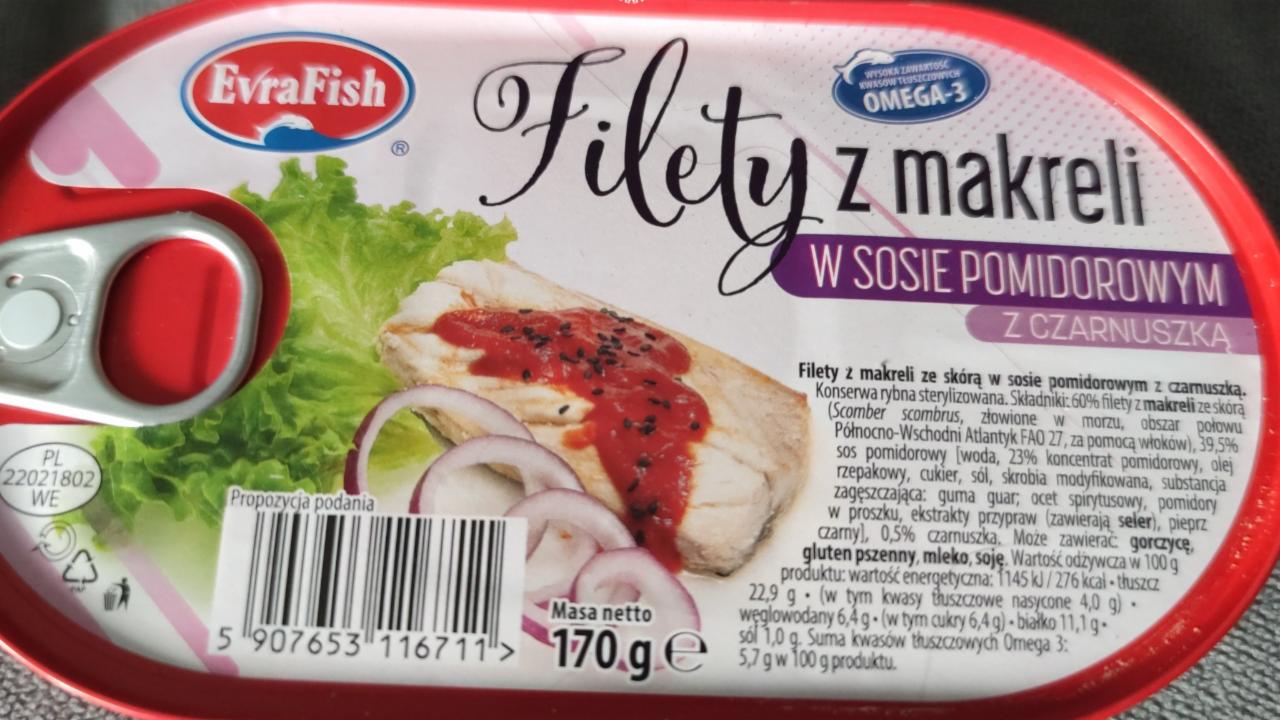 EvraFish
®
WYSOKA ZAWARTOŚĆ
KWASÓW TŁUSZCZOWYCH
OMEGA-3
Filety z makreli
W SOSIE POMIDOROWYM
Z CZARNUSZKĄ
Filety z makreli ze skórą w sosie pomidorowym z czarnuszką.
Konserwa rybna sterylizowana. Składniki: 60% filety z makreli ze skórą
(Scomber scombrus, złowione w morzu, obszar połowu
Północno-Wschodni Atlantyk FAO 27, za pomocą włoków), 39,5%
sos pomidorowy [woda, 23% koncentrat pomidorowy, olej
rzepakowy, cukier, sól, skrobia modyfikowana, substancja
zagęszczająca: guma guar; ocet spirytusowy, pomidory
w proszku, ekstrakty przypraw (zawierają seler), pieprz
czarny], 0,5% czarnuszka. Może zawierać: gorczycę,
gluten pszenny, mleko, soję. Wartość odżywcza w 100 g
produktu: wartość energetyczna: 1145 kJ / 276 kcal • tłuszcz
22,9 g • (w tym kwasy tłuszczowe nasycone 4,0 g) •
węglowodany 6,4 g • (w tym cukry 6,4 g) • białko 11,1 g •
sól 1,0 g. Suma kwasów tłuszczowych Omega 3:
5,7 g w 100 g produktu.
PL
22021802
WE
Propozycja podania
5 907653 116711 >
Masa netto
170 g e